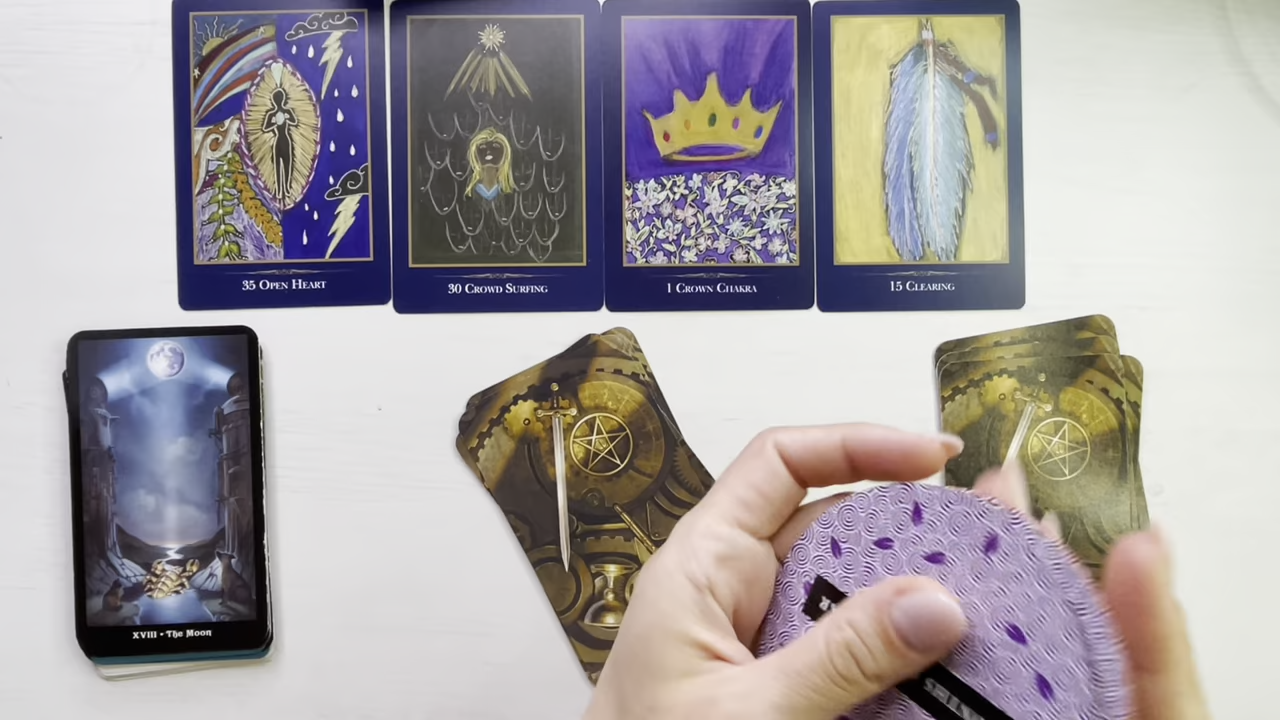 35 OPEN HEART
30 CROWD SURFING
1 CROWN CHAKRA
15 CLEARING
XVIII • The Moon